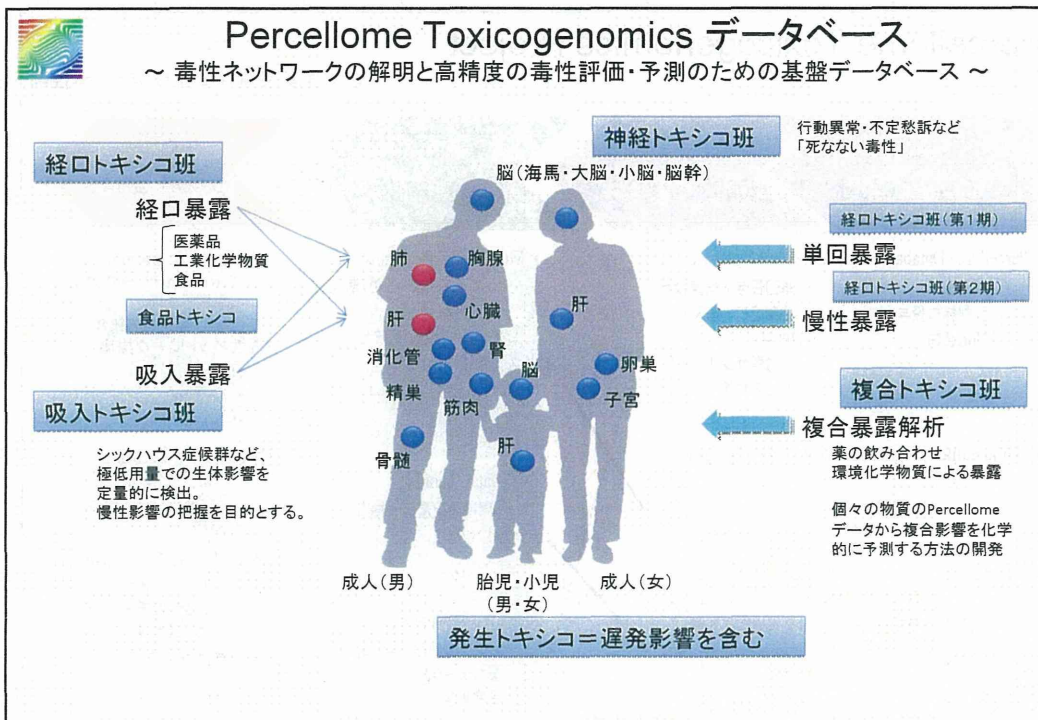 Percellome Toxicogenomics データベース
～ 毒性ネットワークの解明と高精度の毒性評価・予測のための基盤データベース ～
経口トキシコ班
経口暴露
医薬品
工業化学物質
食品
食品トキシコ
吸入暴露
吸入トキシコ班
シックハウス症候群など、
極低用量での生体影響を
定量的に検出。
慢性影響の把握を目的とする。
神経トキシコ班
行動異常・不定愁訴など
「死なない毒性」
脳(海馬・大脳・小脳・脳幹)
肺
胸腺
心臓
肝
消化管
腎
精巣
筋肉
骨髄
脳
肝
肝
卵巣
子宮
経口トキシコ班(第1期)
単回暴露
経口トキシコ班(第2期)
慢性暴露
複合トキシコ班
複合暴露解析
薬の飲み合わせ
環境化学物質による暴露
個々の物質のPercellome
データから複合影響を化学
的に予測する方法の開発
成人(男)
胎児・小児
(男・女)
成人(女)
発生トキシコ＝遅発影響を含む